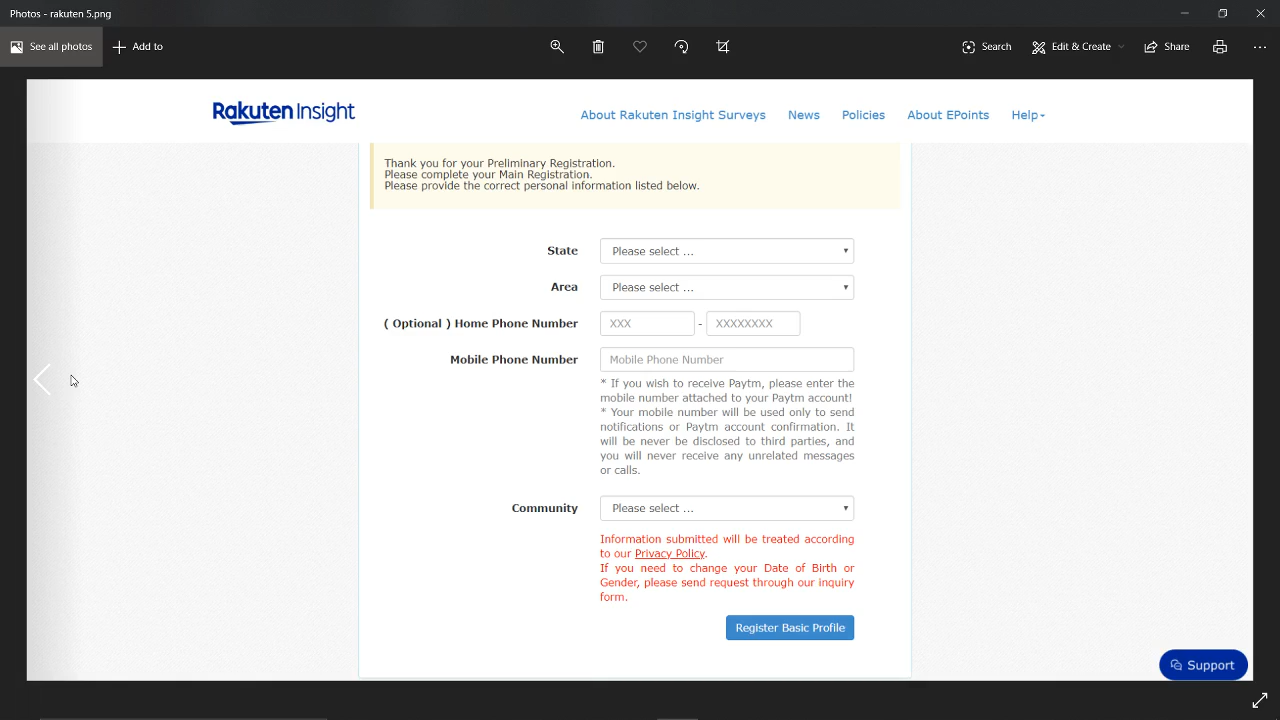 Photos - rakuten 5.png
See all photos
Add to
Search
Edit & Create
Share
Rakuten Insight
About Rakuten Insight Surveys
News
Policies
About EPoints
Help
Thank you for your Preliminary Registration.
Please complete your Main Registration.
Please provide the correct personal information listed below.
State
Please select ...
Area
Please select ...
( Optional ) Home Phone Number
XXX - XXXXXXXX
Mobile Phone Number
Mobile Phone Number
* If you wish to receive Paytm, please enter the
mobile number attached to your Paytm account!
* Your mobile number will be used only to send
notifications or Paytm account confirmation. It
will be never be disclosed to third parties, and
you will never receive any unrelated messages
or calls.
Community
Please select ...
Information submitted will be treated according
to our Privacy Policy.
If you need to change your Date of Birth or
Gender, please send request through our inquiry
form.
Register Basic Profile
Support